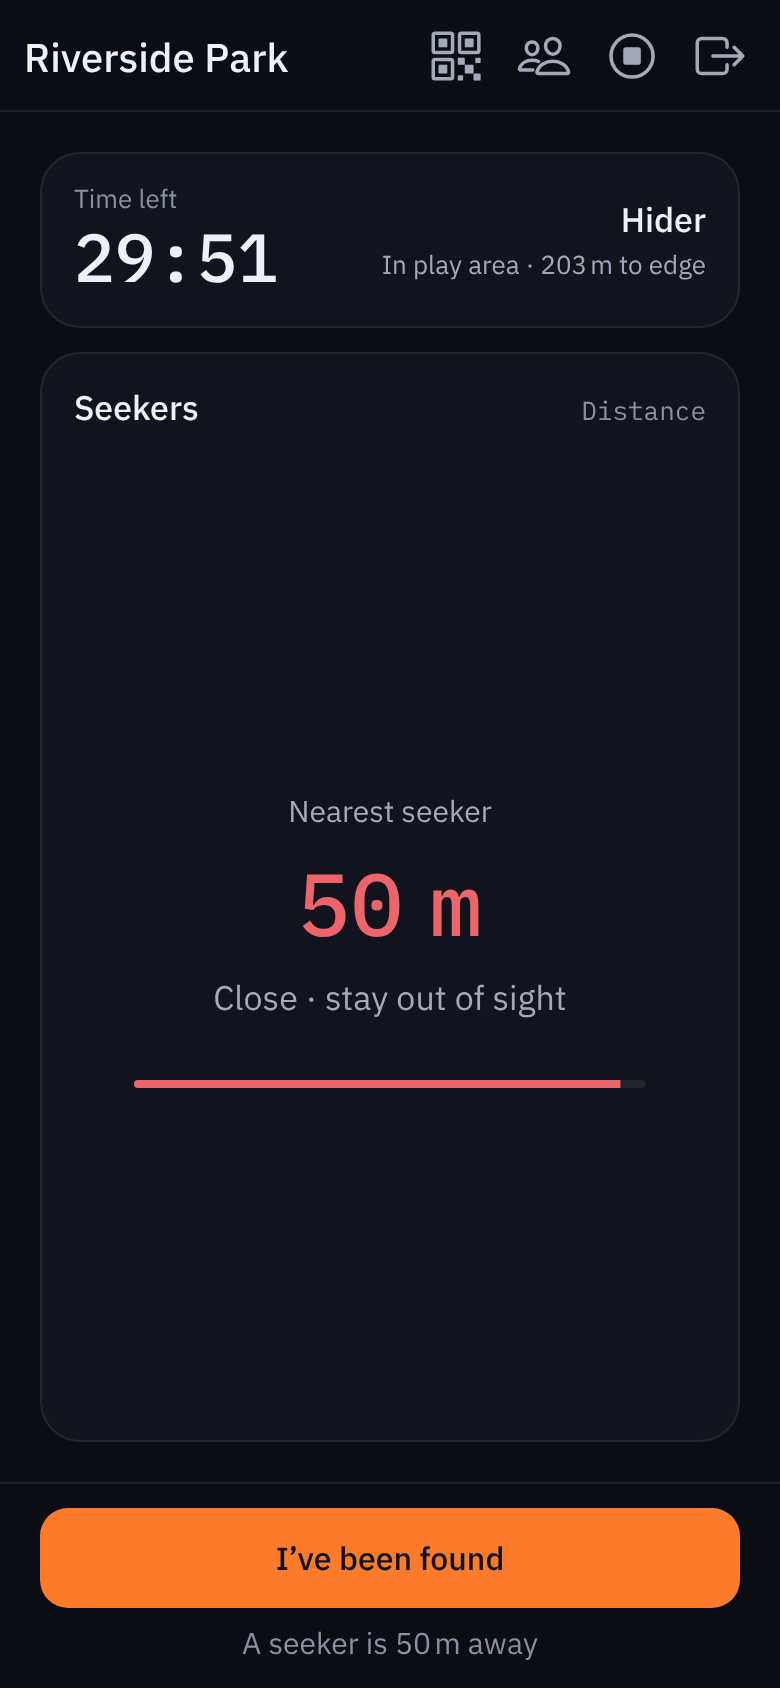 Riverside Park
Time left
29:51
Hider
In play area · 203 m to edge
Seekers
Distance
Nearest seeker
50 m
Close · stay out of sight
I’ve been found
A seeker is 50 m away